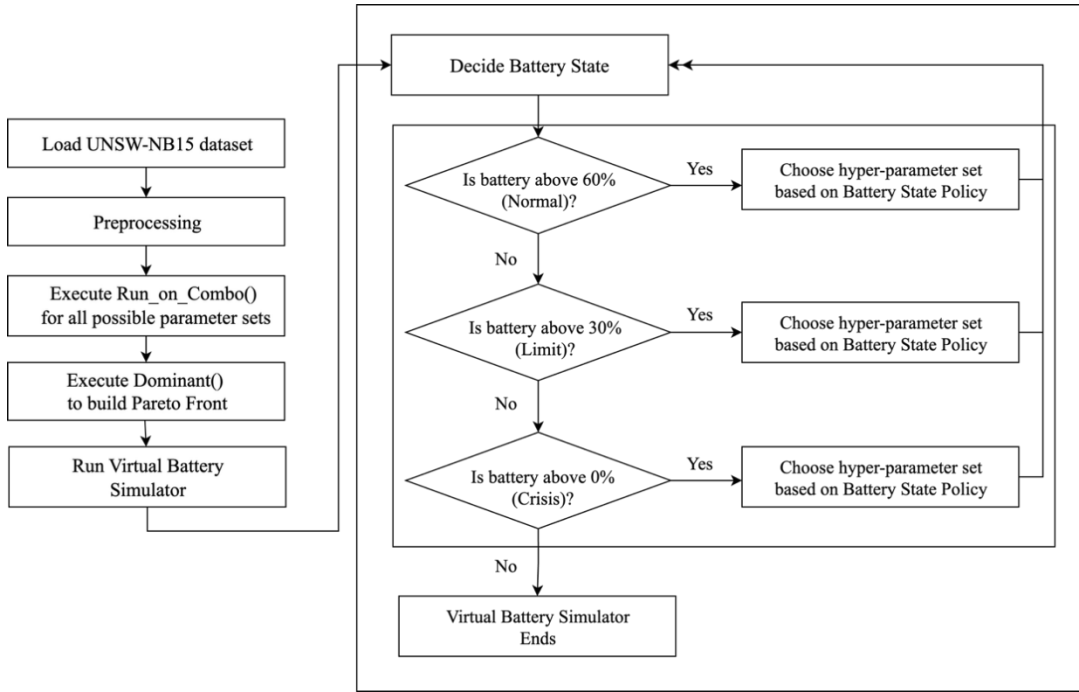 Load UNSW-NB15 dataset
Preprocessing
Execute Run_on_Combo()
for all possible parameter sets
Execute Dominant()
to build Pareto Front
Run Virtual Battery
Simulator
Decide Battery State
Is battery above 60%
(Normal)?
Yes
Choose hyper-parameter set
based on Battery State Policy
No
Is battery above 30%
(Limit)?
Yes
Choose hyper-parameter set
based on Battery State Policy
No
Is battery above 0%
(Crisis)?
Yes
Choose hyper-parameter set
based on Battery State Policy
No
Virtual Battery Simulator
Ends